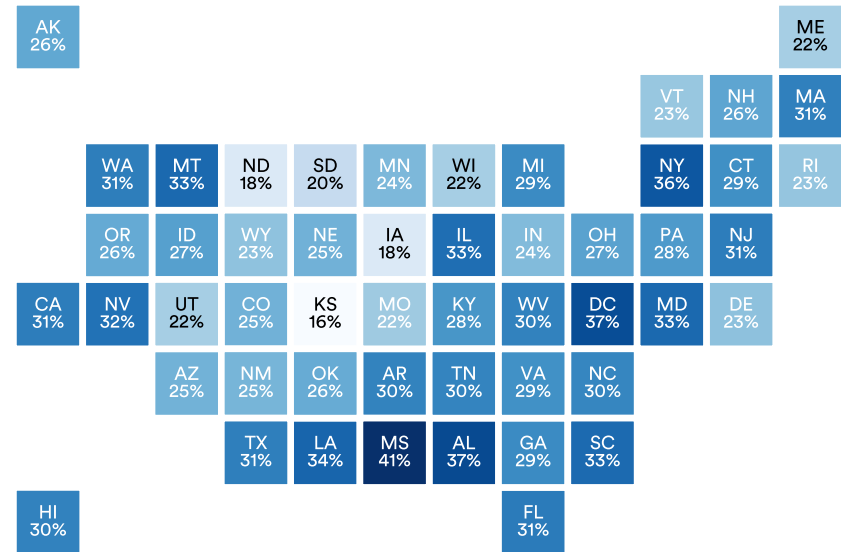 AK
26%
ME
22%
VT
23%
NH
26%
MA
31%
WA
31%
MT
33%
ND
18%
SD
20%
MN
24%
WI
22%
MI
29%
NY
36%
CT
29%
RI
23%
OR
26%
ID
27%
WY
23%
NE
25%
IA
18%
IL
33%
IN
24%
OH
27%
PA
28%
NJ
31%
CA
31%
NV
32%
UT
22%
CO
25%
KS
16%
MO
22%
KY
28%
WV
30%
DC
37%
MD
33%
DE
23%
AZ
25%
NM
25%
OK
26%
AR
30%
TN
30%
VA
29%
NC
30%
TX
31%
LA
34%
MS
41%
AL
37%
GA
29%
SC
33%
HI
30%
FL
31%